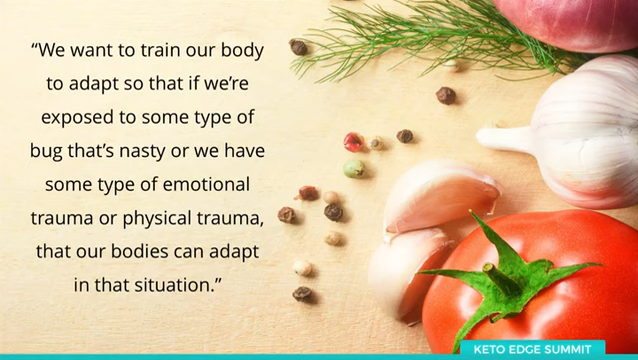 “We want to train our body
to adapt so that if we’re
exposed to some type of
bug that’s nasty or we have
some type of emotional
trauma or physical trauma,
that our bodies can adapt
in that situation.”
KETO EDGE SUMMIT